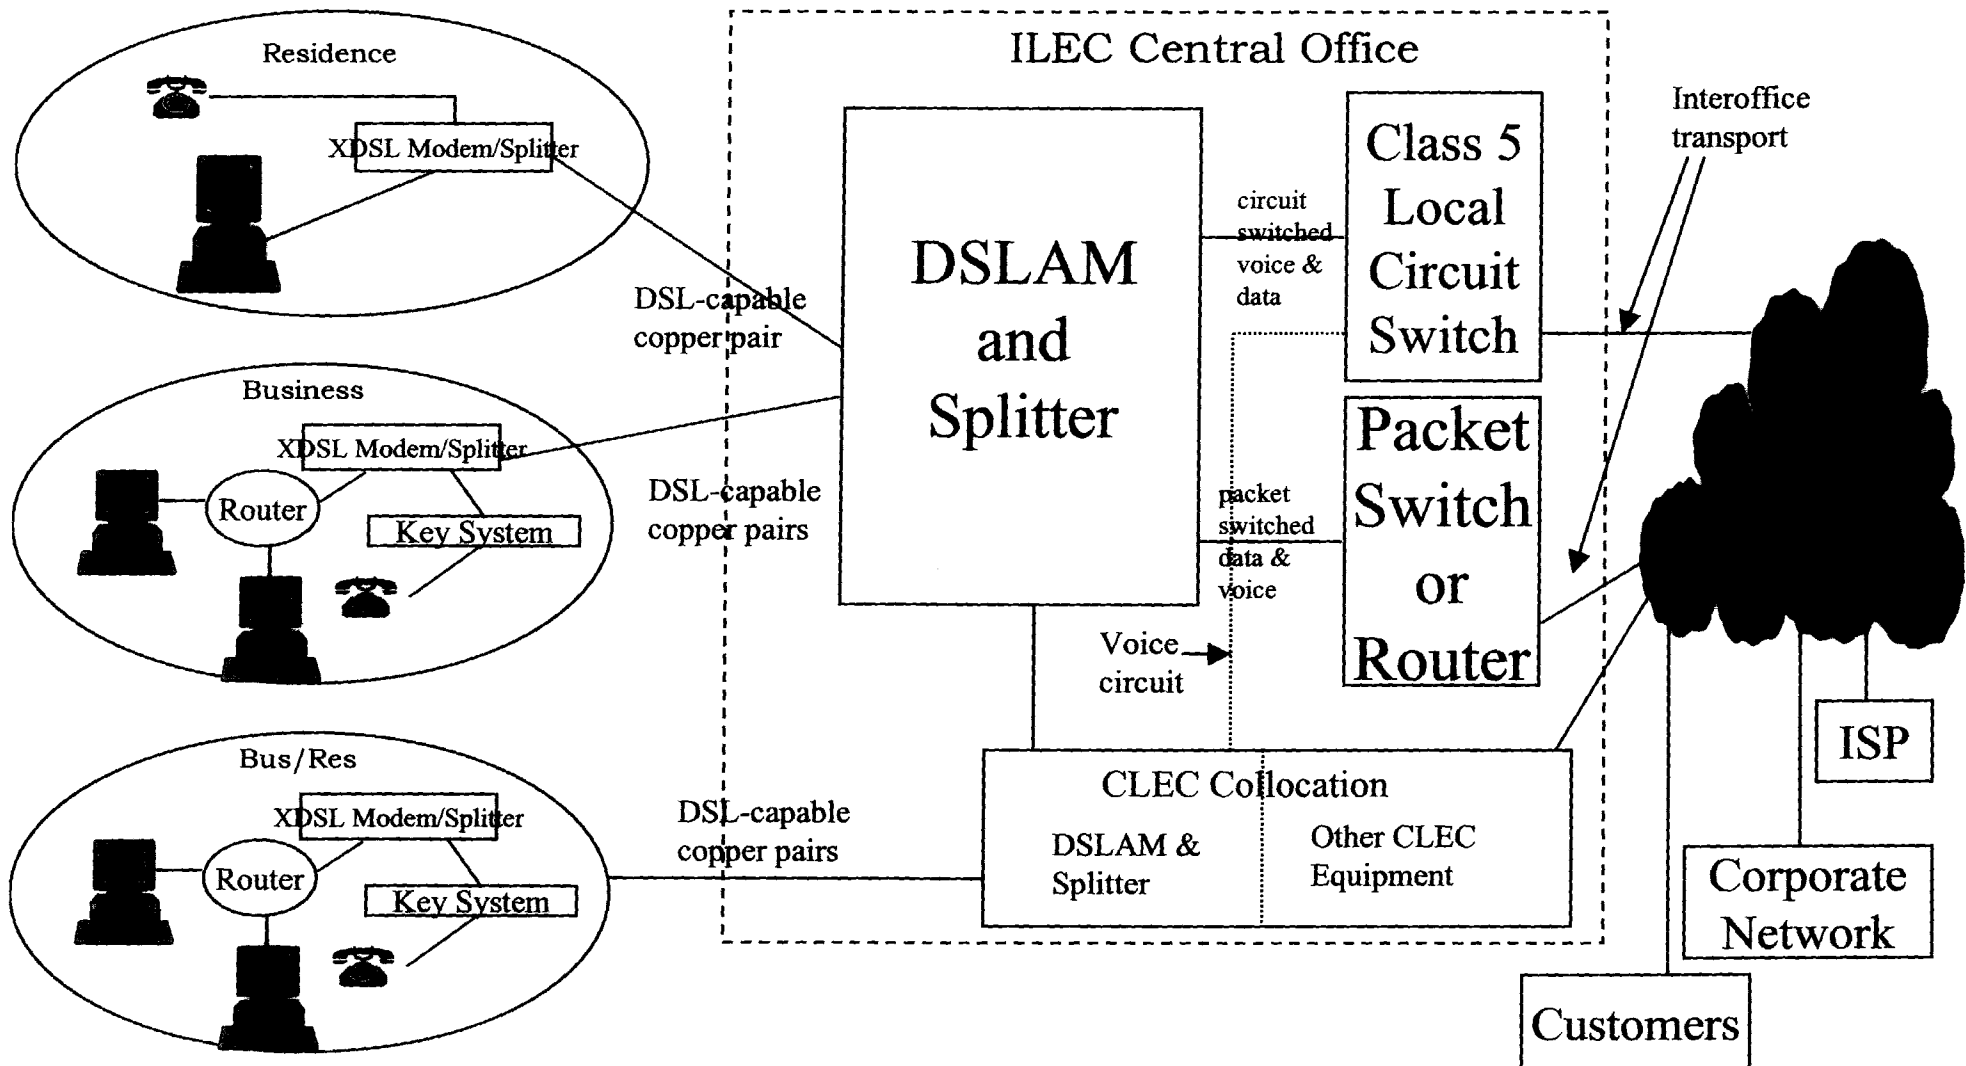 Residence
XDSL Modem/Splitter
Business
XDSL Modem/Splitter
Router
Key System
Bus/Res
XDSL Modem/Splitter
Router
Key System
DSL-capable
copper pair
DSL-capable
copper pairs
DSL-capable
copper pairs
ILEC Central Office
DSLAM
and
Splitter
circuit
switched
voice &
data
packet
switched
data &
voice
Voice
circuit
Class 5
Local
Circuit
Switch
Packet
Switch
or
Router
CLEC Collocation
DSLAM &
Splitter
Other CLEC
Equipment
Interoffice
transport
ISP
Corporate
Network
Customers